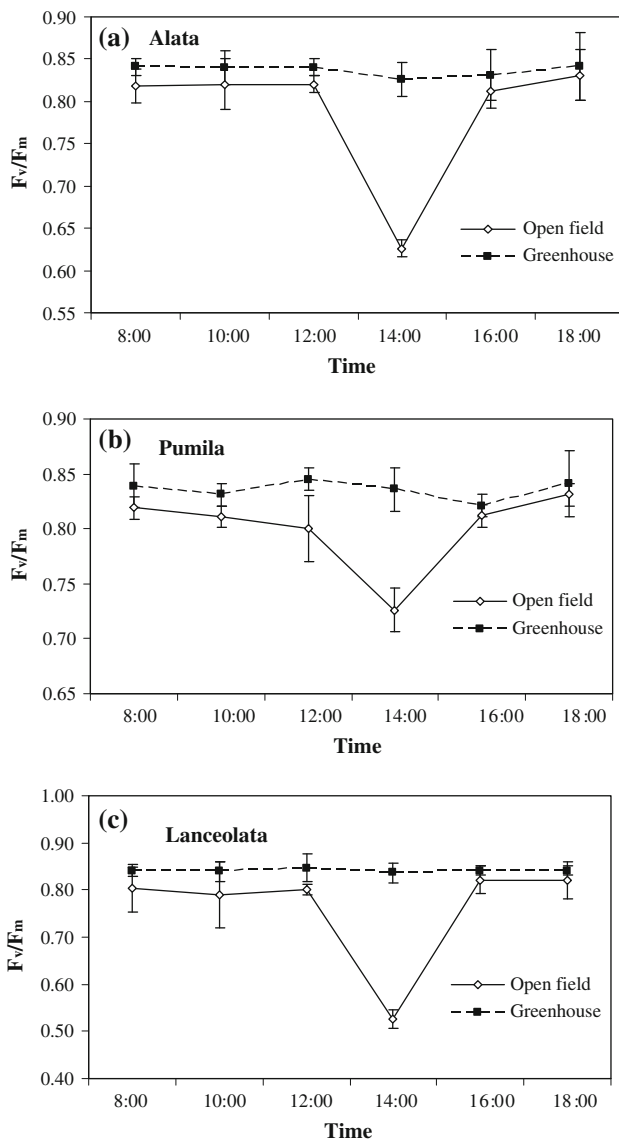 (a) Alata
0.90
0.85
0.80
0.75
0.70
0.65
0.60
0.55
Fv/Fm
Open field
Greenhouse
8:00 10:00 12:00 14:00 16:00 18:00
Time
(b) Pumila
0.90
0.85
0.80
0.75
0.70
0.65
Fv/Fm
Open field
Greenhouse
8:00 10:00 12:00 14:00 16:00 18:00
Time
(c) Lanceolata
1.00
0.90
0.80
0.70
0.60
0.50
0.40
Fv/Fm
Open field
Greenhouse
8:00 10:00 12:00 14:00 16:00 18:00
Time